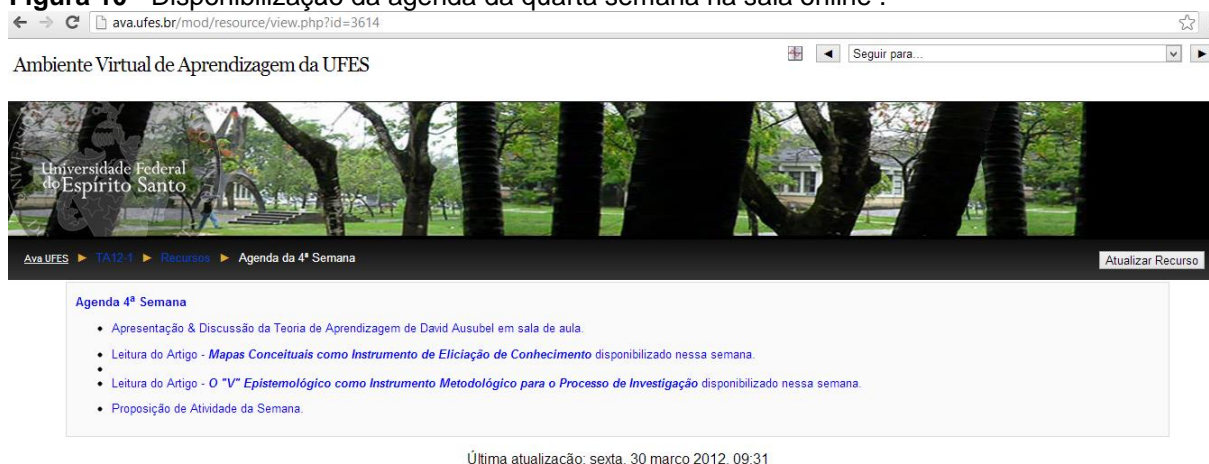 Figura 10 - Disponibilização da agenda da quarta semana na sala online .
ava.ufes.br/mod/resource/view.php?id=3614
Ambiente Virtual de Aprendizagem da UFES
Seguir para...
Universidade Federal
do Espírito Santo
Ava UFES ► TA12-1 ► Recursos ► Agenda da 4ª Semana
Atualizar Recurso
Agenda 4ª Semana
• Apresentação & Discussão da Teoria de Aprendizagem de David Ausubel em sala de aula.
• Leitura do Artigo - Mapas Conceituais como Instrumento de Eliciação de Conhecimento disponibilizado nessa semana.
•
• Leitura do Artigo - O "V" Epistemológico como Instrumento Metodológico para o Processo de Investigação disponibilizado nessa semana.
• Proposição de Atividade da Semana.
Última atualização: sexta, 30 março 2012, 09:31